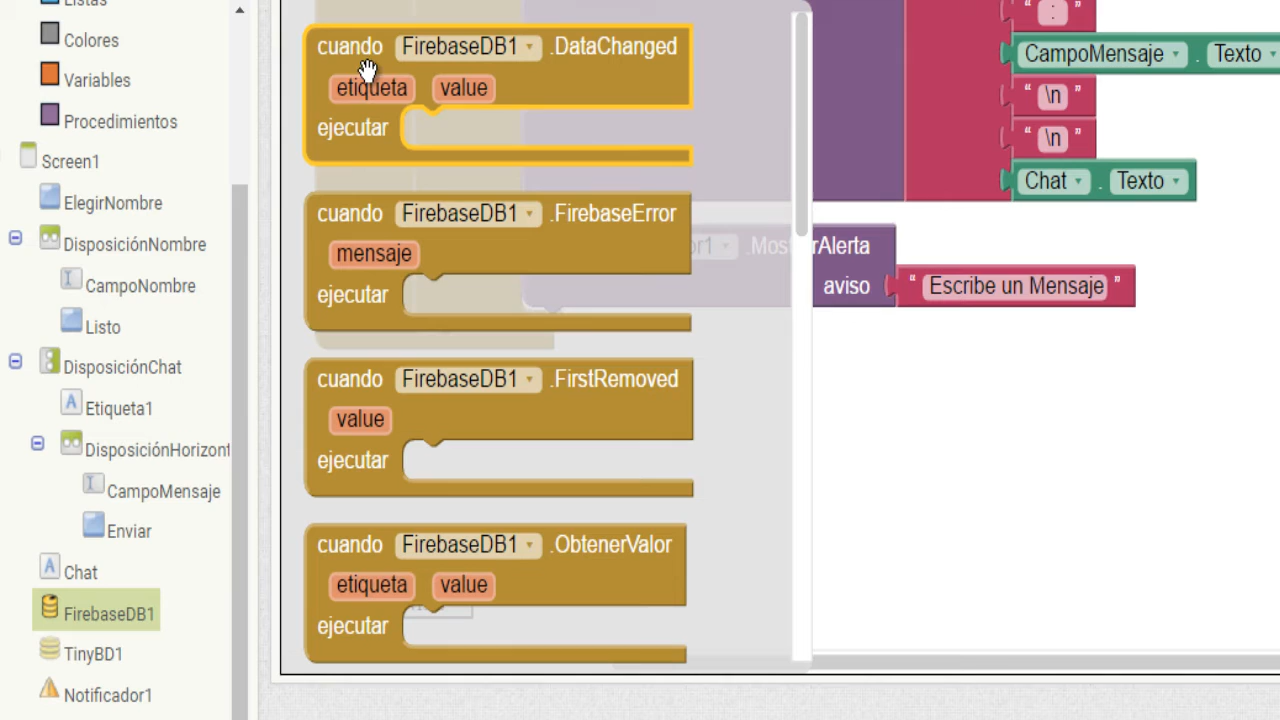 Listas
Colores
Variables
Procedimientos
Screen1
ElegirNombre
DisposiciónNombre
CampoNombre
Listo
DisposiciónChat
Etiqueta1
DisposiciónHorizont
CampoMensaje
Enviar
Chat
FirebaseDB1
TinyBD1
Notificador1
cuando FirebaseDB1 .DataChanged
etiqueta value
ejecutar
cuando FirebaseDB1 .FirebaseError
mensaje
ejecutar
cuando FirebaseDB1 .FirstRemoved
value
ejecutar
cuando FirebaseDB1 .ObtenerValor
etiqueta value
ejecutar
" : "
CampoMensaje . Texto
" \n "
" \n "
Chat . Texto
or1 .MostrarAlerta
aviso " Escribe un Mensaje "